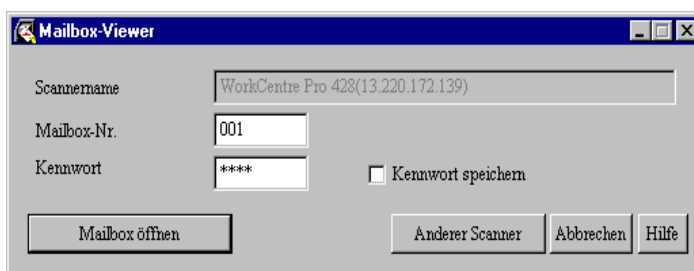 Mailbox-Viewer
Scannername WorkCentre Pro 428(13.220.172.139)
Mailbox-Nr. 001
Kennwort **** Kennwort speichern
Mailbox öffnen Anderer Scanner Abbrechen Hilfe